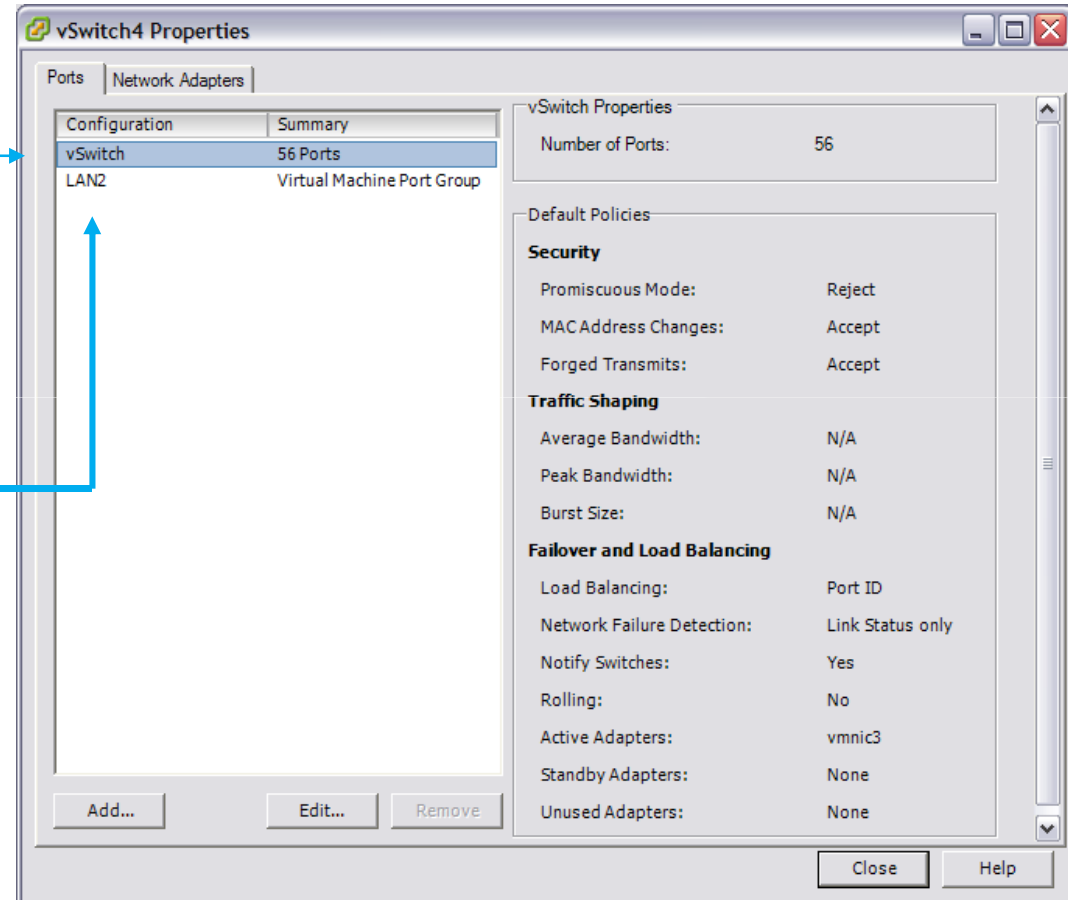 vSwitch4 Properties
Ports Network Adapters
Configuration Summary
vSwitch 56 Ports
LAN2 Virtual Machine Port Group
Add... Edit... Remove
vSwitch Properties
Number of Ports: 56
Default Policies
Security
Promiscuous Mode: Reject
MAC Address Changes: Accept
Forged Transmits: Accept
Traffic Shaping
Average Bandwidth: N/A
Peak Bandwidth: N/A
Burst Size: N/A
Failover and Load Balancing
Load Balancing: Port ID
Network Failure Detection: Link Status only
Notify Switches: Yes
Rolling: No
Active Adapters: vmnic3
Standby Adapters: None
Unused Adapters: None
Close Help